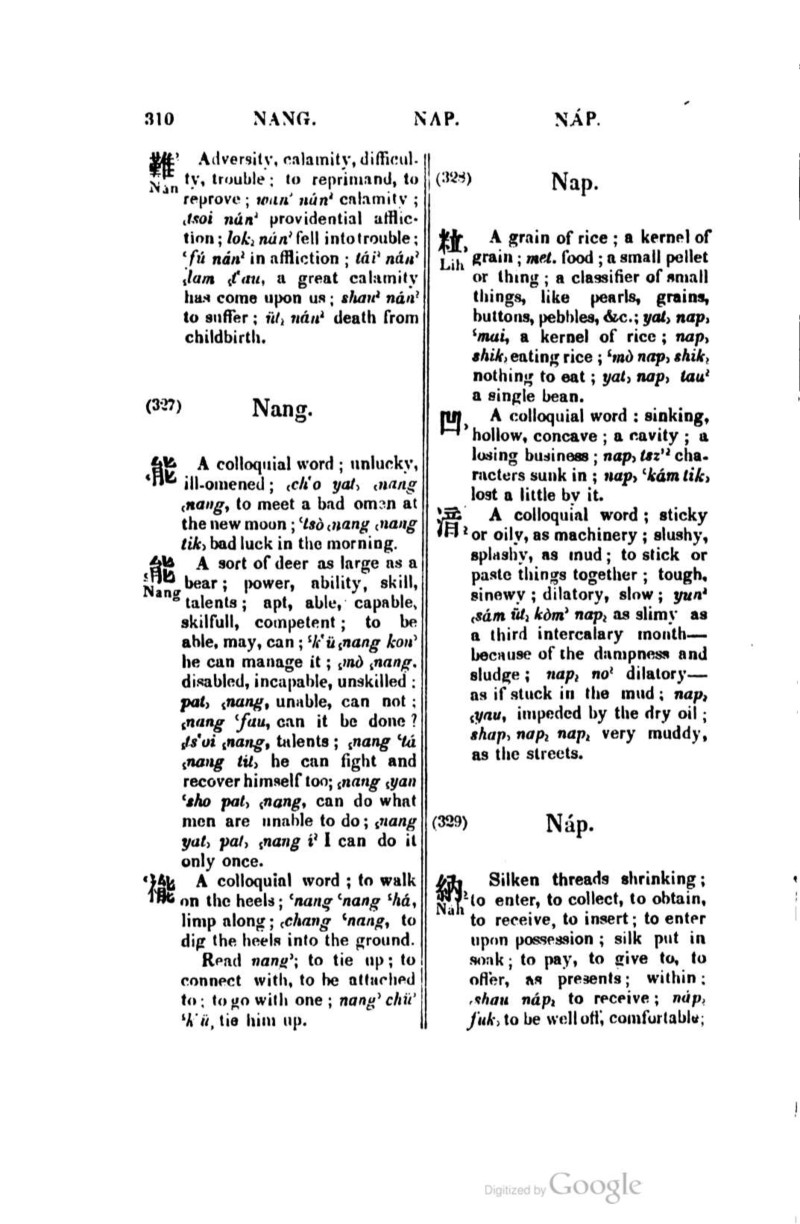 310 NANG. NAP. NÁP.
難² Adversity, calamity, difficul-
Nán ty, trouble; to reprimand, to
reprove; wan² nán² calamity;
₍tsoi nán² providential afflic-
tion; lok₎ nán² fell into trouble;
ʻfú nán² in affliction; tái² nán²
₍lam ₍t'au, a great calamity
has come upon us; shau² nán²
to suffer; üt₎ nán² death from
childbirth.
(327) Nang.
₍能 A colloquial word; unlucky,
ill-omened; ₍ch'o yat₎ ₍nang
₍nang, to meet a bad omen at
the new moon; ʻtsò ₍nang ₍nang
tik₎ bad luck in the morning.
₍能 A sort of deer as large as a
Nang bear; power, ability, skill,
talents; apt, able, capable,
skilfull, competent; to be
able, may, can; ʻk'ü ₍nang kon²
he can manage it; ₍mò ₍nang.
disabled, incapable, unskilled:
pat₎ ₍nang, unable, can not;
₍nang ʻfau, can it be done?
₍ts'oi ₍nang, talents; ₍nang ʻtá
₍nang tit₎ he can fight and
recover himself too; ₍nang ₍yan
ʻsho pat₎ ₍nang, can do what
men are unable to do; ₍nang
yat₎ pat₎ ₍nang i² I can do it
only once.
A colloquial word; to walk
on the heels; ʻnang ʻnang ʻhá,
limp along; ₍chang ʻnang, to
dig the heels into the ground.
Read nang²; to tie up; to
connect with, to be attached
to; to go with one; nang² chü²
ʻk'ü, tie him up.
(328) Nap.
粒₎ A grain of rice; a kernel of
Lih grain; met. food; a small pellet
or thing; a classifier of small
things, like pearls, grains,
buttons, pebbles, &c.; yat₎ nap₎
ʻmai, a kernel of rice; nap₎
shik₎ eating rice; ʻmò nap₎ shik₎
nothing to eat; yat₎ nap₎ tau²
a single bean.
凹₎ A colloquial word: sinking,
hollow, concave; a cavity; a
losing business; nap₎ tsz'² cha-
racters sunk in; nap₎ ʻkám tik₎
lost a little by it.
A colloquial word; sticky
or oily, as machinery; slushy,
splashy, as mud; to stick or
paste things together; tough,
sinewy; dilatory, slow; yun²
₍sám üt₎ kòm² nap₎ as slimy as
a third intercalary month—
because of the dampness and
sludge; nap₎ no² dilatory—
as if stuck in the mud; nap₎
₍yau, impeded by the dry oil;
shap₎ nap₎ nap₎ very muddy,
as the streets.
(329) Náp.
納₎ Silken threads shrinking;
Nah to enter, to collect, to obtain,
to receive, to insert; to enter
upon possession; silk put in
soak; to pay, to give to, to
offer, as presents; within;
₍shau náp₎ to receive; náp₎
fuk₎ to be well off, comfortable;
Digitized by Google